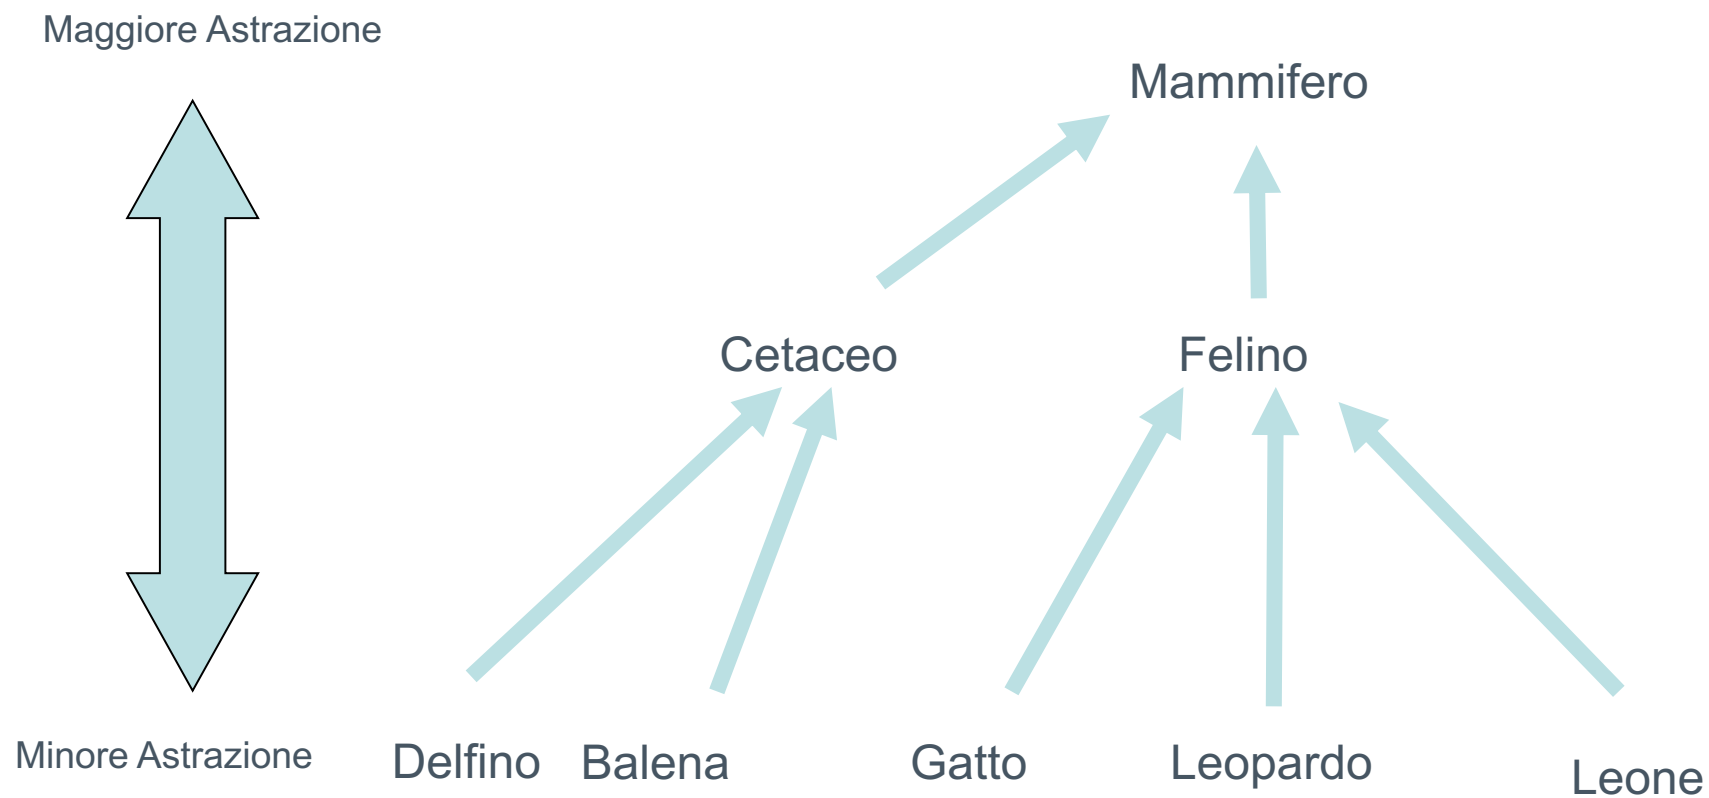 Maggiore Astrazione
Mammifero
Cetaceo
Felino
Minore Astrazione
Delfino
Balena
Gatto
Leopardo
Leone